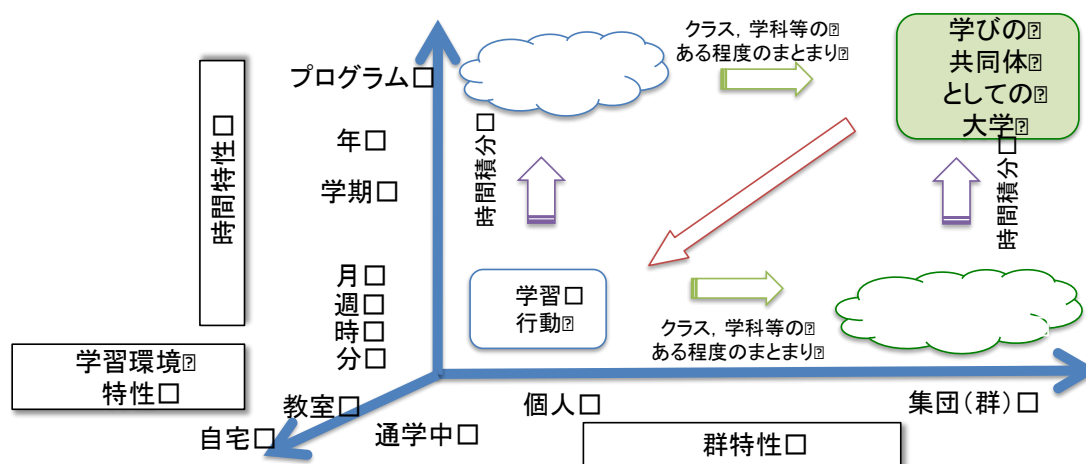 クラス，学科等の
ある程度のまとまり
学びの
共同体
としての
大学
プログラム
年
学期
時間特性
時間積分
時間積分
月
週
時
分
学習
行動
クラス，学科等の
ある程度のまとまり
学習環境
特性
教室
自宅
通学中
個人
集団（群）
群特性